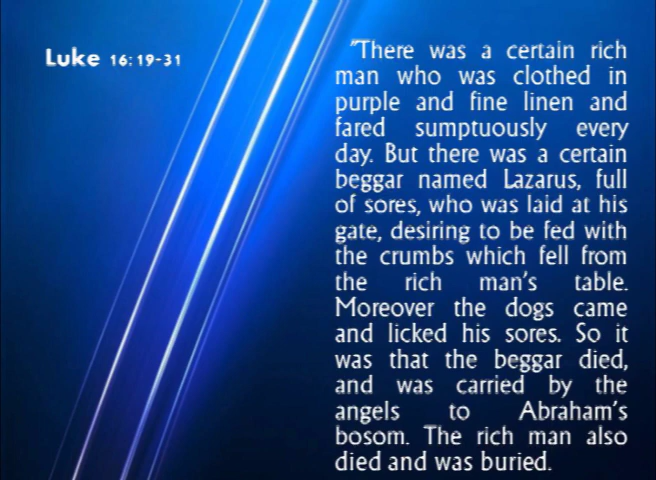 Luke 16:19-31
"There was a certain rich
man who was clothed in
purple and fine linen and
fared sumptuously every
day. But there was a certain
beggar named Lazarus, full
of sores, who was laid at his
gate, desiring to be fed with
the crumbs which fell from
the rich man's table.
Moreover the dogs came
and licked his sores. So it
was that the beggar died,
and was carried by the
angels to Abraham's
bosom. The rich man also
died and was buried.